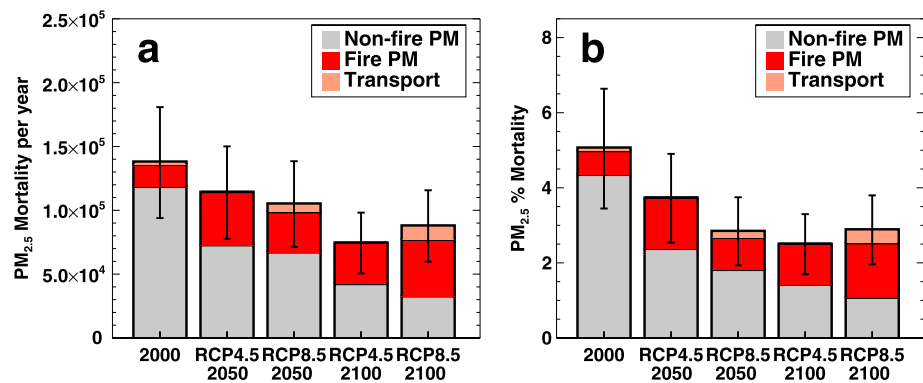 a
Non-fire PM
Fire PM
Transport
PM2.5 Mortality per year
2.5×10⁵
2.0×10⁵
1.5×10⁵
1.0×10⁵
5.0×10⁴
0
2000
RCP4.5 2050
RCP8.5 2050
RCP4.5 2100
RCP8.5 2100
b
Non-fire PM
Fire PM
Transport
PM2.5 % Mortality
8
6
4
2
0
2000
RCP4.5 2050
RCP8.5 2050
RCP4.5 2100
RCP8.5 2100